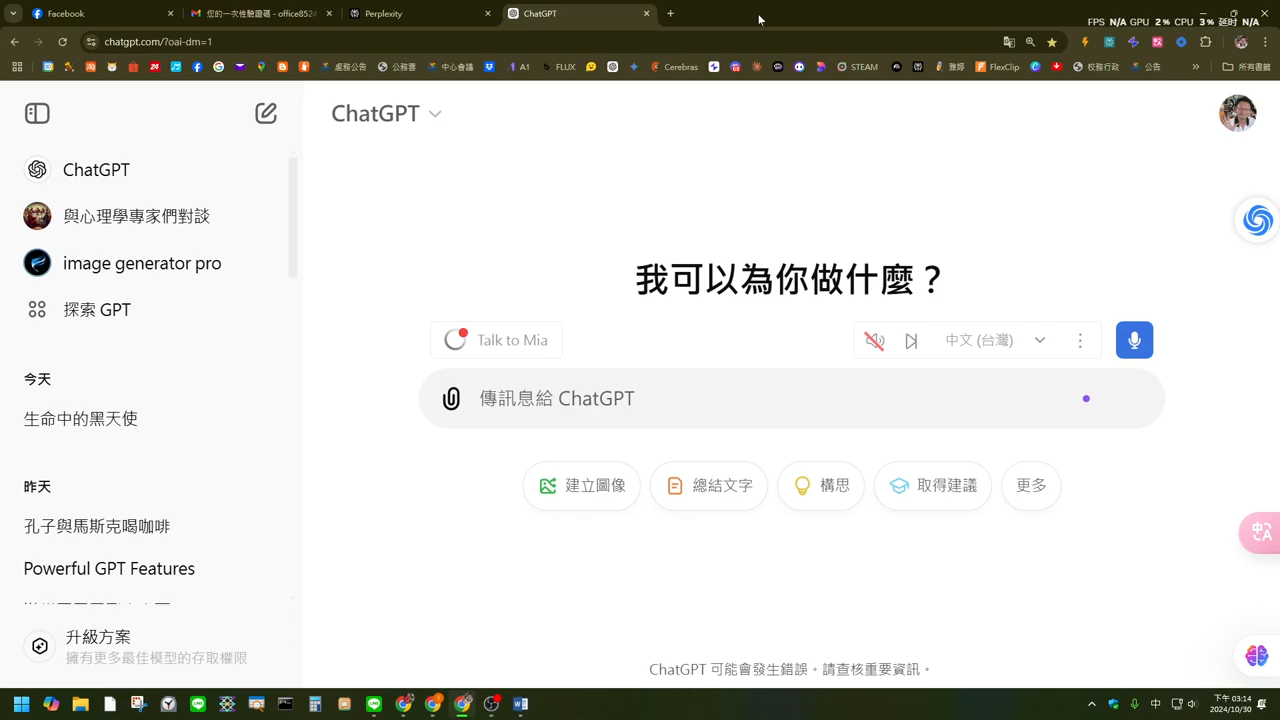 Facebook
您的一次性驗證碼 - office852
Perplexity
ChatGPT
FPS N/A GPU 2% CPU 3% 延时 N/A
chatgpt.com/?oai-dm=1
處務公告
公務雲
中心會議
A1
FLUX
Cerebras
STEAM
雅婷
FlexClip
校務行政
公告
所有書籤
ChatGPT
ChatGPT
與心理學專家們對談
image generator pro
探索 GPT
今天
生命中的黑天使
昨天
孔子與馬斯克喝咖啡
Powerful GPT Features
升級方案
擁有更多最佳模型的存取權限
我可以為你做什麼？
Talk to Mia
中文 (台灣)
傳訊息給 ChatGPT
建立圖像
總結文字
構思
取得建議
更多
ChatGPT 可能會發生錯誤。請查核重要資訊。
中
下午 03:14
2024/10/30